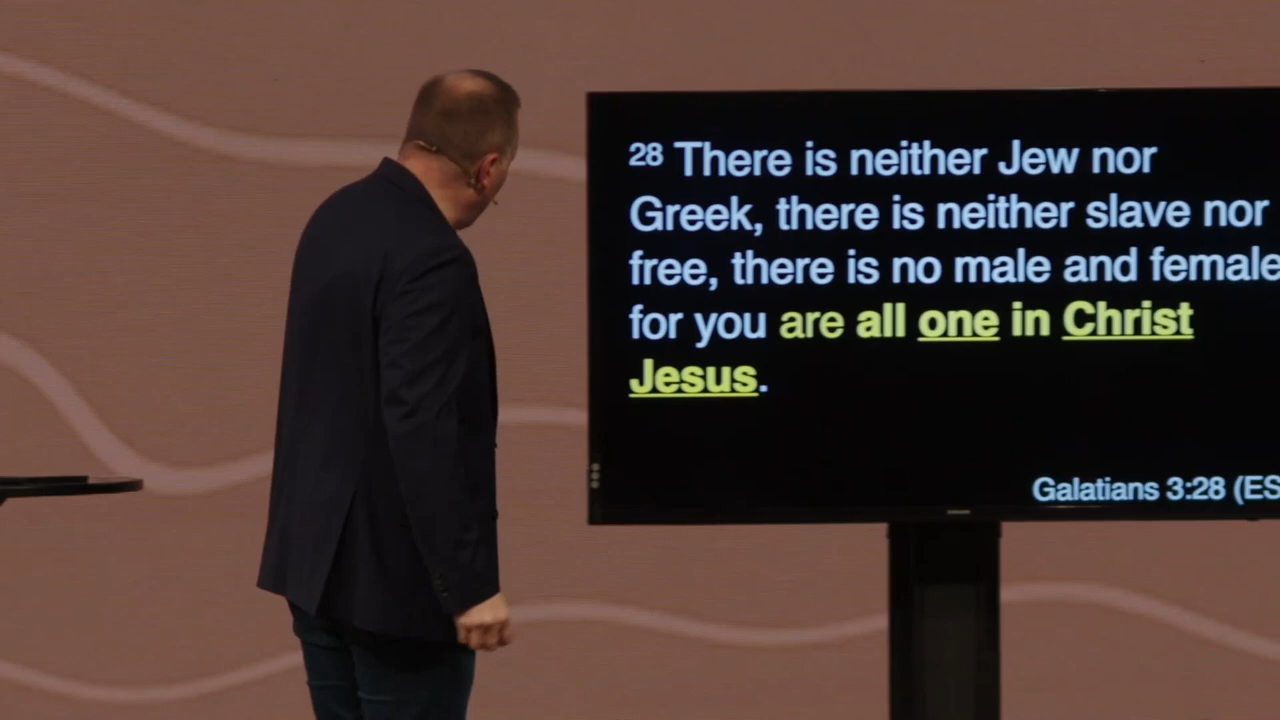 28 There is neither Jew nor
Greek, there is neither slave nor
free, there is no male and female
for you are all one in Christ
Jesus.
Galatians 3:28 (ES